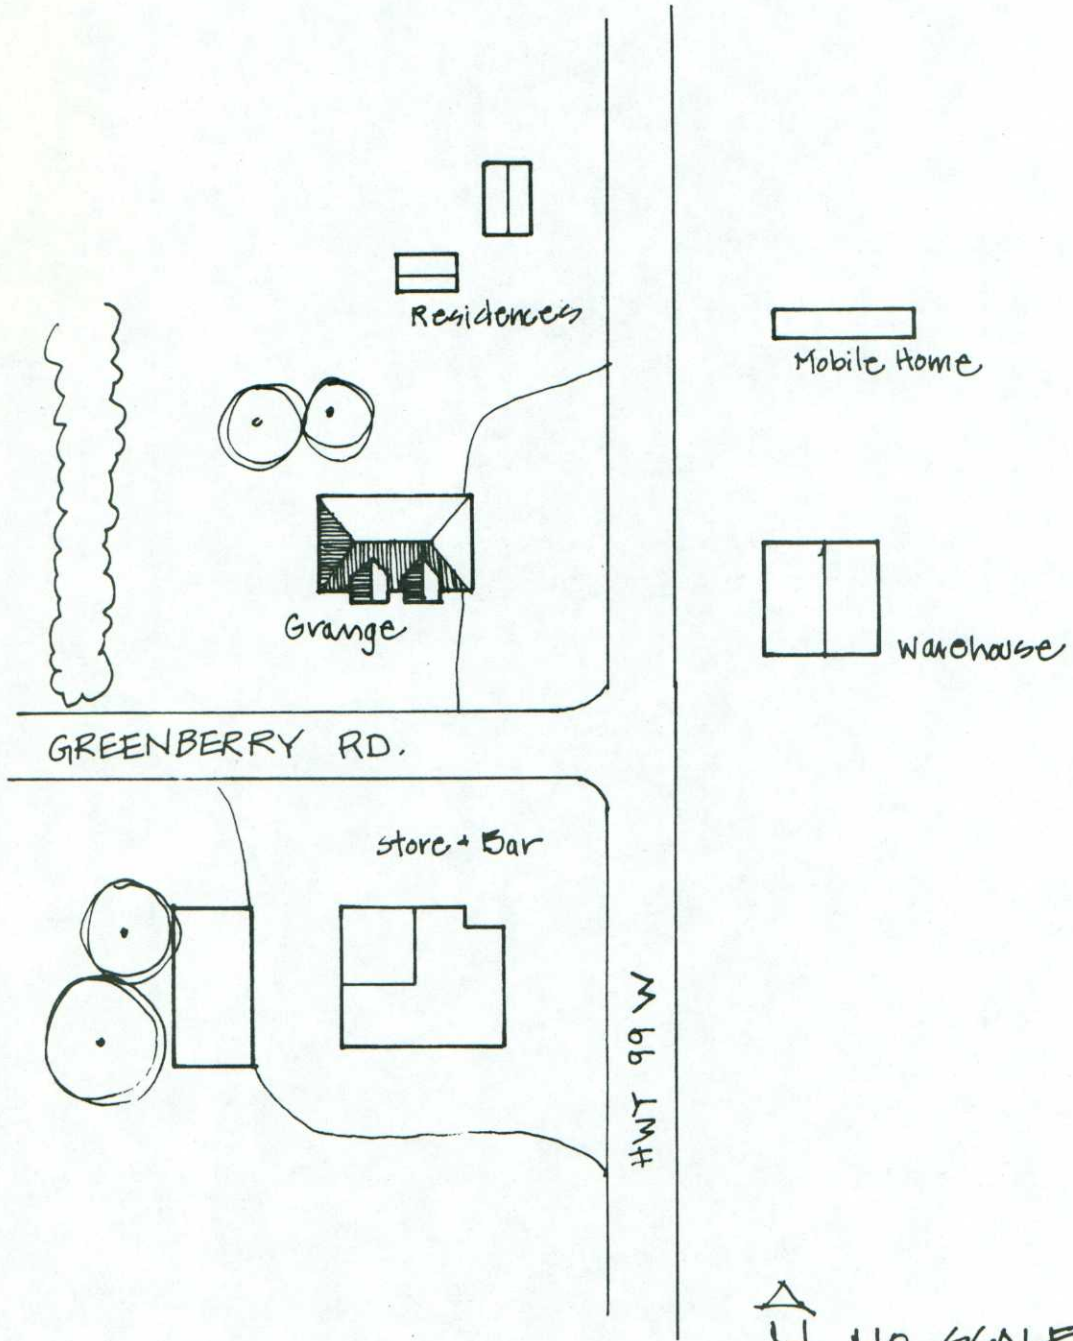 Residences
Mobile Home
Grange
Warehouse
GREENBERRY RD.
Store + Bar
HWY 99 W
N NO SCALE